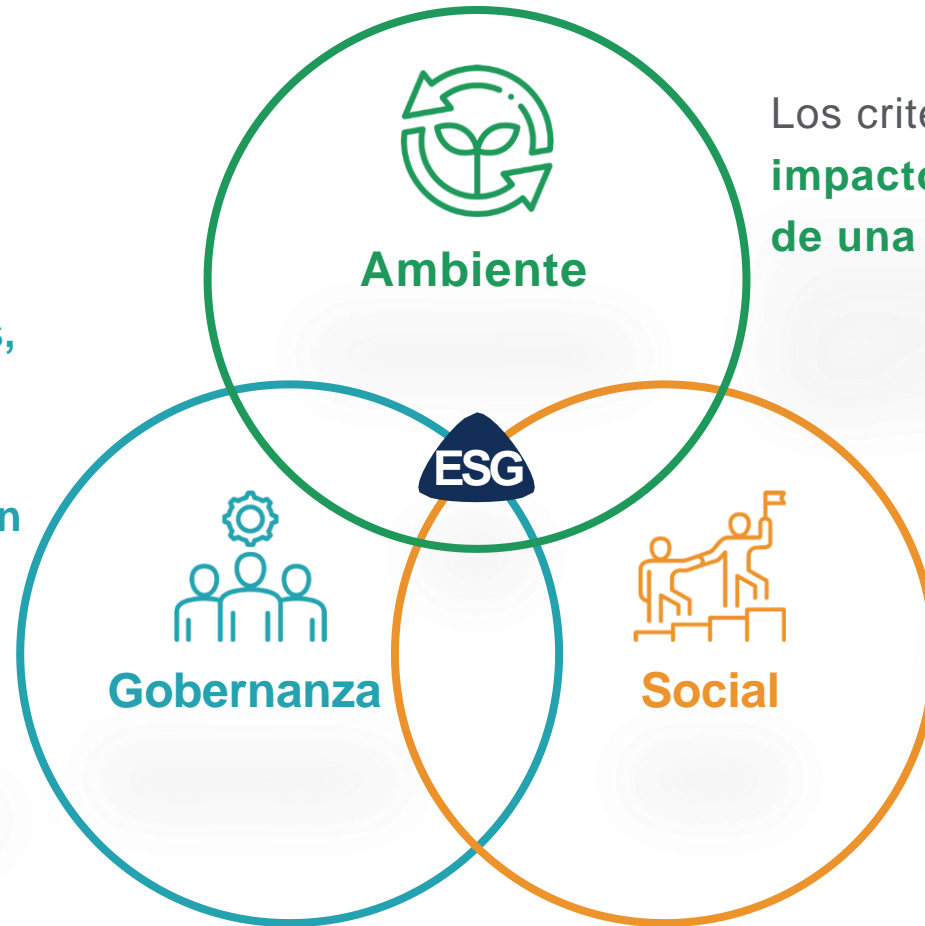 Los crite
impacto
de una
Ambiente
s,
ESG
n
Gobernanza
Social